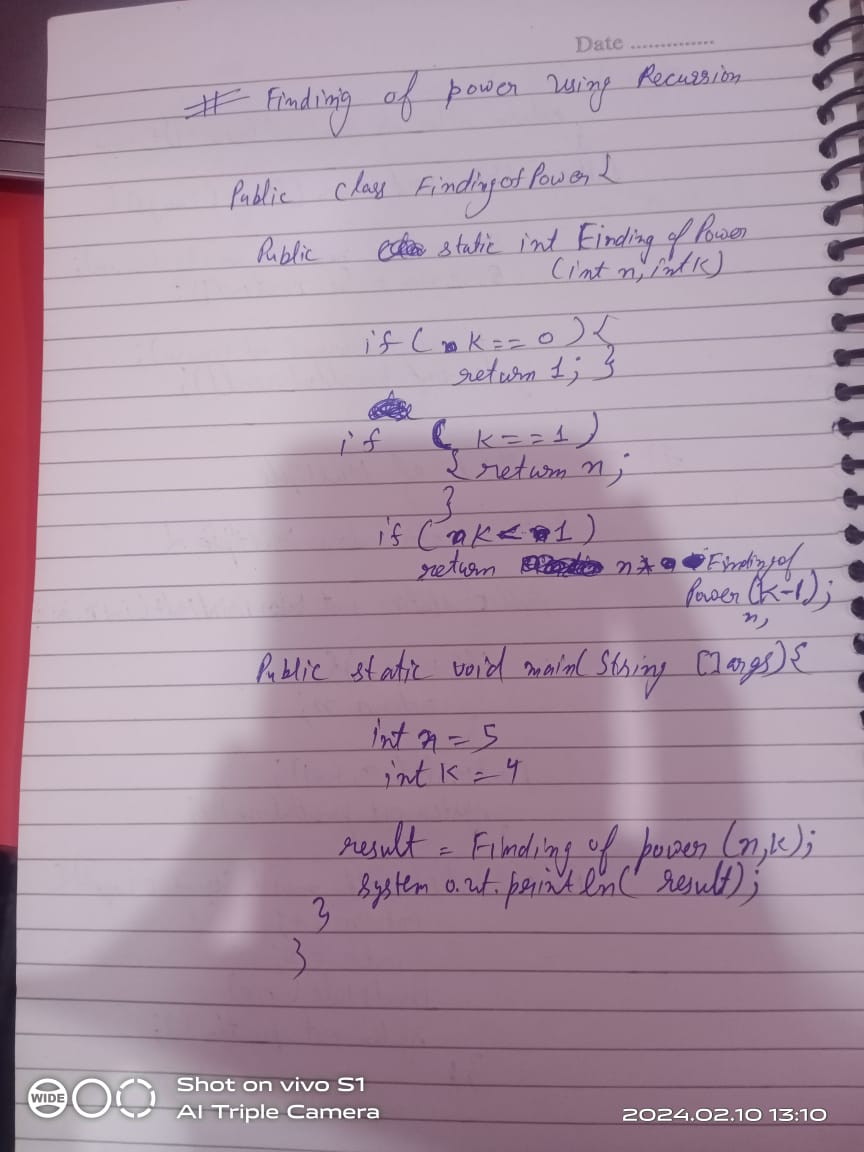 Date ..............
# Finding of power using Recursion
Public class FindingofPower {
Public static int Finding of Power
(int n, int K)
if ( K == 0 ) {
return 1; }
if ( K == 1 )
{ return n;
}
if ( K < 1 )
return n * Findingof
Power (K-1);
n,
Public static void main( String []args) {
int n = 5
int K = 4
result = Finding of power (n,k);
System out. println( result);
}
}
WIDE
Shot on vivo S1
AI Triple Camera
2024.02.10 13:10